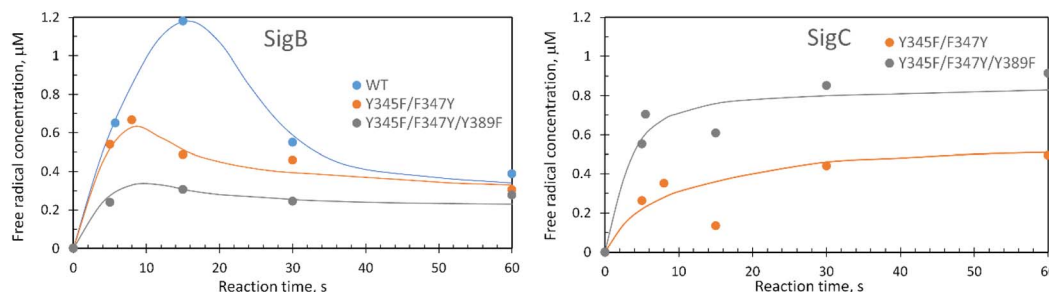 SigB
Free radical concentration, µM
1.2
1
0.8
0.6
0.4
0.2
0
WT
Y345F/F347Y
Y345F/F347Y/Y389F
0 10 20 30 40 50 60
Reaction time, s
SigC
Free radical concentration, µM
1.2
1
0.8
0.6
0.4
0.2
0
Y345F/F347Y
Y345F/F347Y/Y389F
0 10 20 30 40 50 60
Reaction time, s